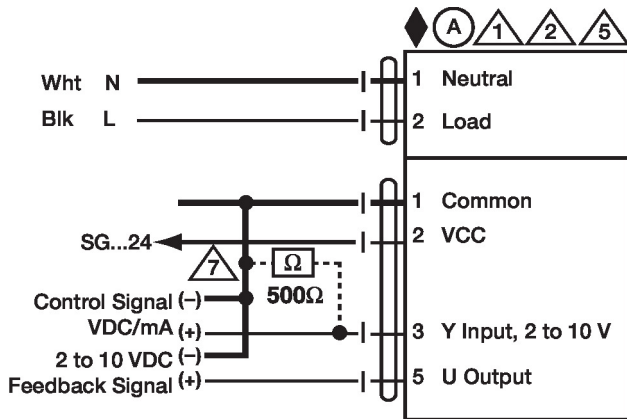 A 1 2 5
Wht N 1 Neutral
Blk L 2 Load
1 Common
SG...24 2 VCC
7 Ω
500Ω
Control Signal (-)
VDC/mA (+) 3 Y Input, 2 to 10 V
2 to 10 VDC (-)
Feedback Signal (+) 5 U Output